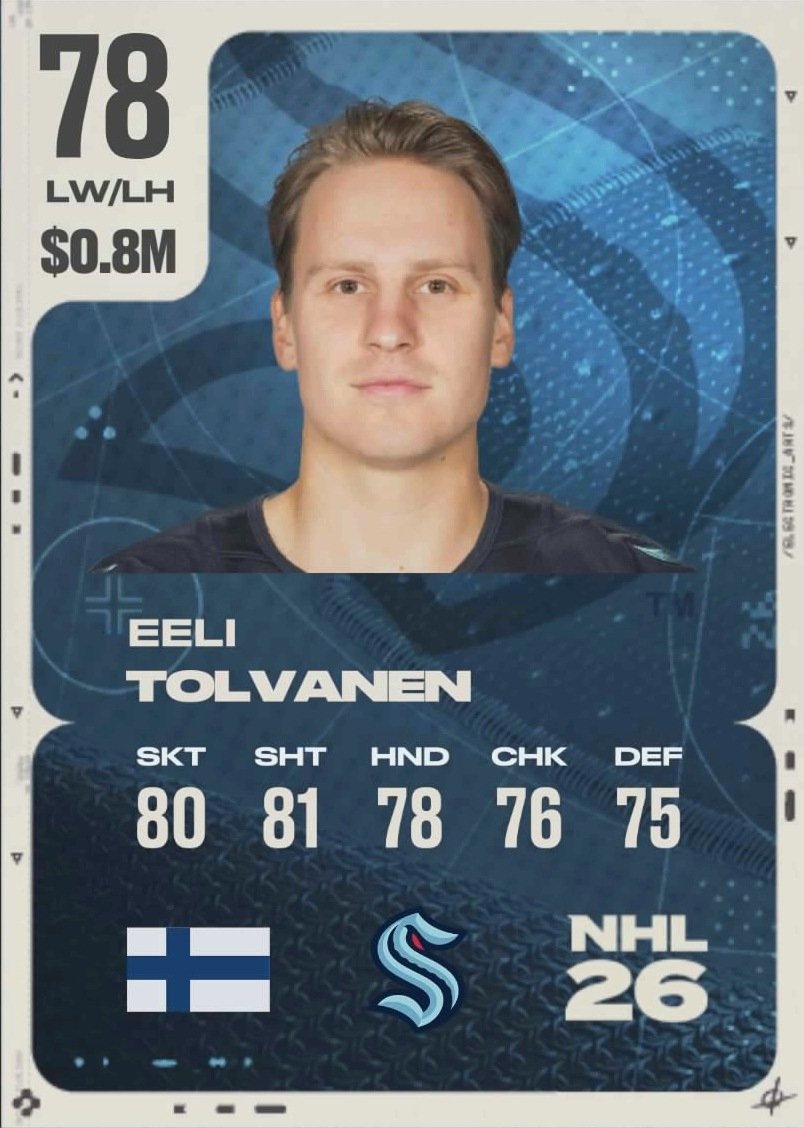 78
LW/LH
$0.8M
EELI
TOLVANEN
SKT SHT HND CHK DEF
80 81 78 76 75
TM
NHL
26